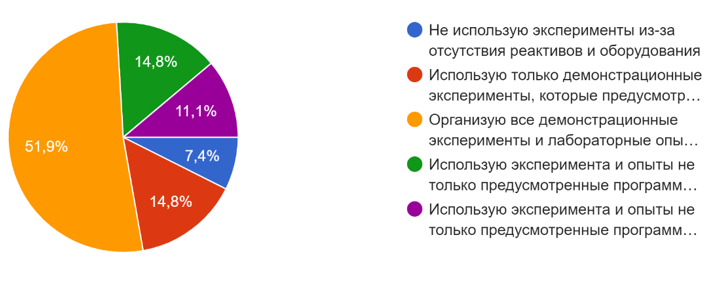 14,8%
11,1%
51,9%
7,4%
14,8%
Не использую эксперименты из-за
отсутствия реактивов и оборудования
Использую только демонстрационные
эксперименты, которые предусмотр…
Организую все демонстрационные
эксперименты и лабораторные опы…
Использую эксперимента и опыты не
только предусмотренные программ…
Использую эксперимента и опыты не
только предусмотренные программ…